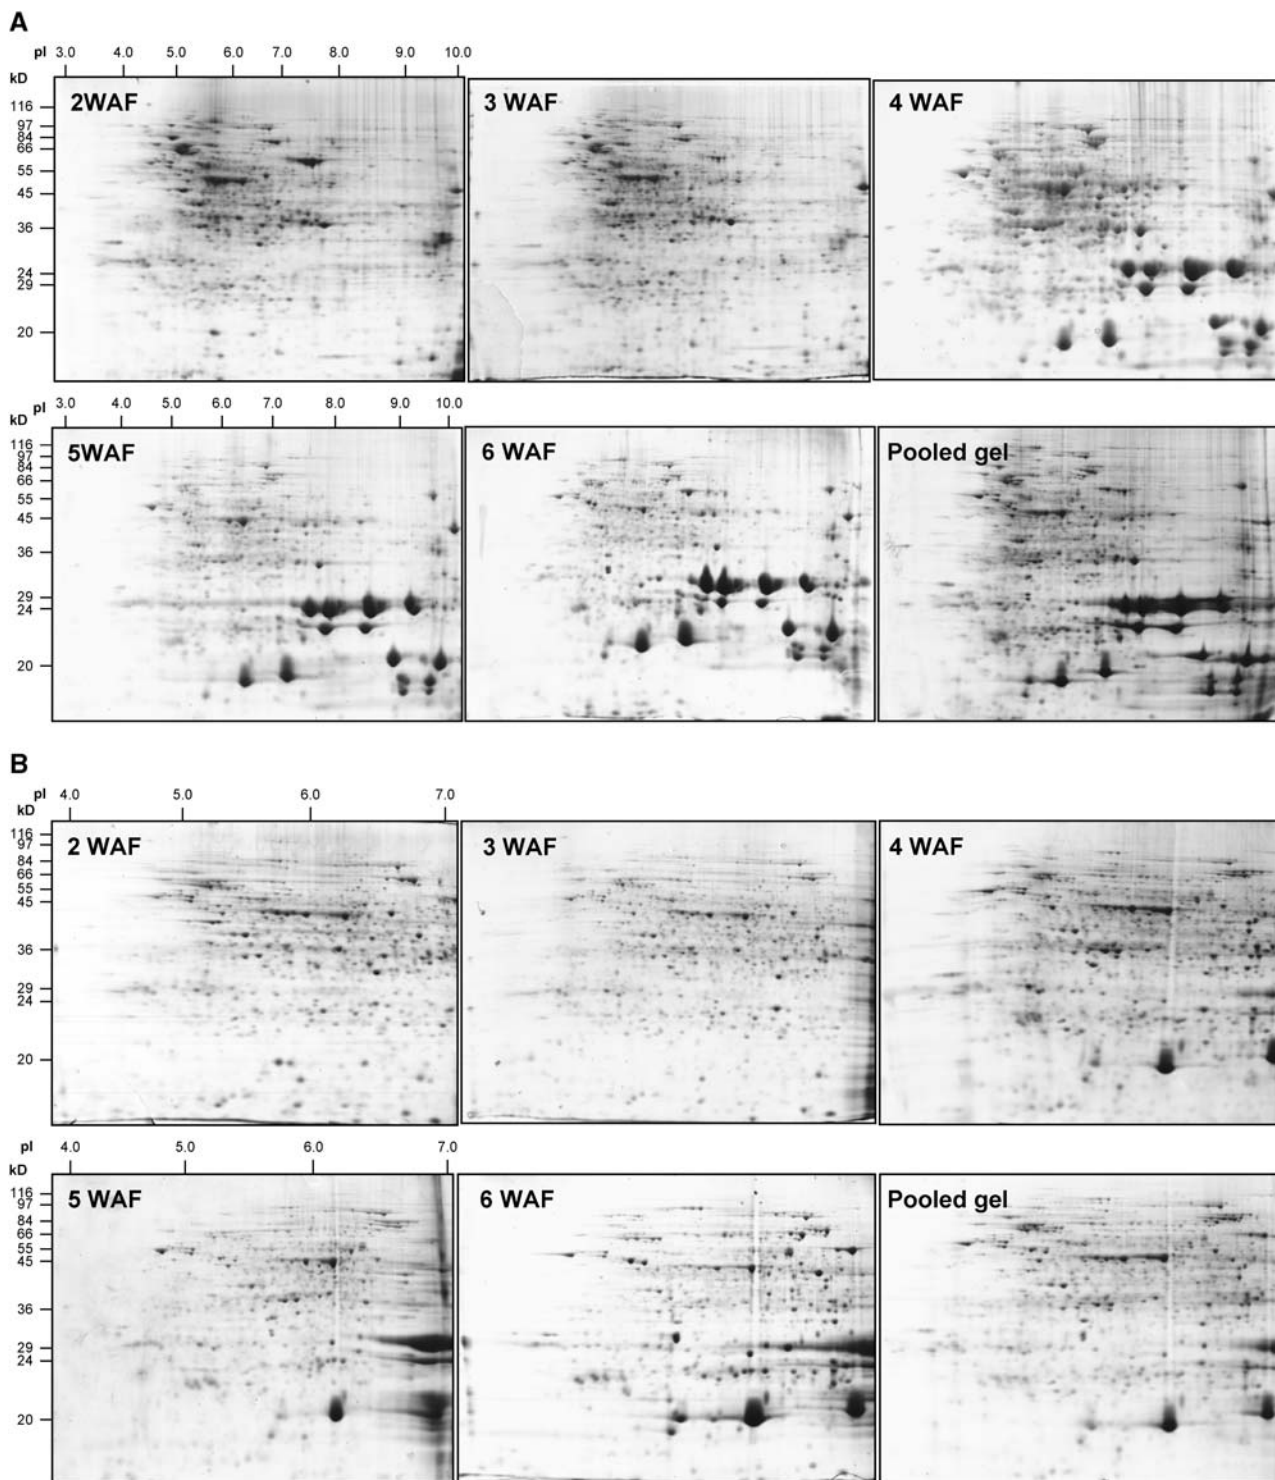 A
pI 3.0 4.0 5.0 6.0 7.0 8.0 9.0 10.0
kD
2WAF 3 WAF 4 WAF
116
97
84
66
55
45
36
24
29
20
pI 3.0 4.0 5.0 6.0 7.0 8.0 9.0 10.0
kD
5WAF 6 WAF Pooled gel
116
97
84
66
55
45
36
29
24
20
B
pI 4.0 5.0 6.0 7.0
kD
2 WAF 3 WAF 4 WAF
116
97
84
66
55
45
36
29
24
20
pI 4.0 5.0 6.0 7.0
kD
5 WAF 6 WAF Pooled gel
116
97
84
66
55
45
36
29
24
20